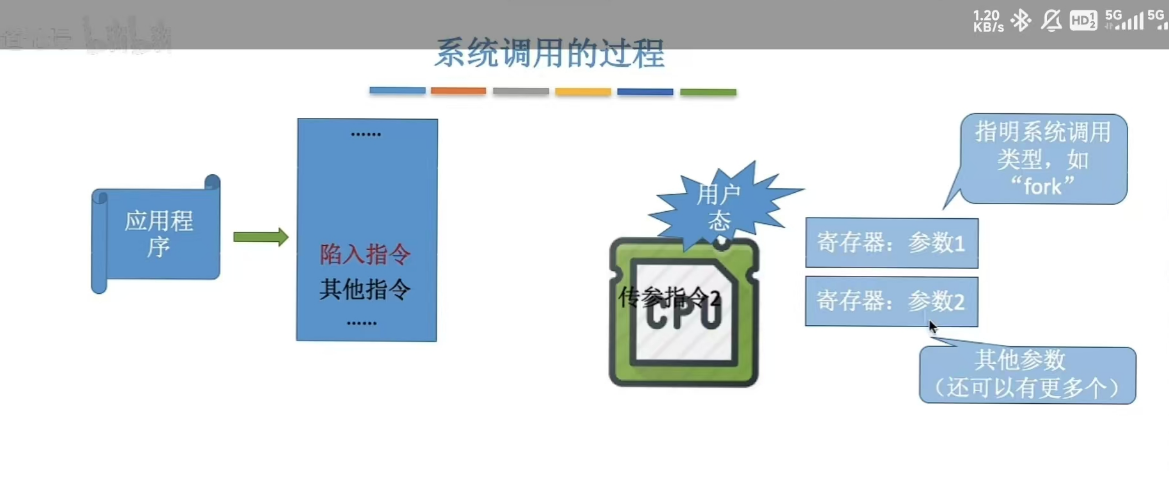 1.20
KB/s
HD 1 2
5G
5G
系统调用的过程
......
指明系统调用
类型，如
“fork”
用户
态
应用程
序
陷入指令
其他指令
......
寄存器：参数1
传参指令2
CPU
寄存器：参数2
其他参数
（还可以有更多个）